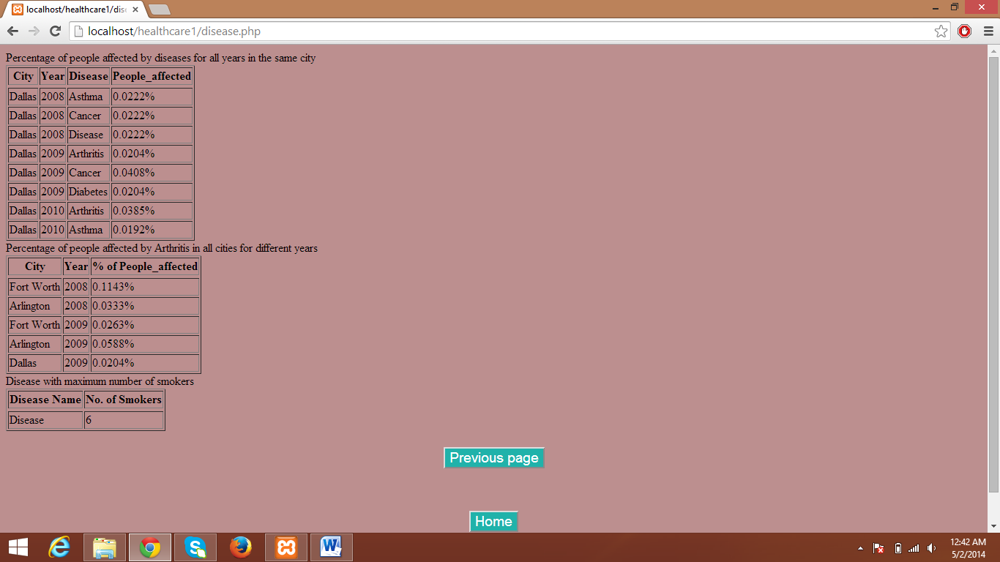 localhost/healthcare1/dise
localhost/healthcare1/disease.php
Percentage of people affected by diseases for all years in the same city
City Year Disease People_affected
Dallas 2008 Asthma 0.0222%
Dallas 2008 Cancer 0.0222%
Dallas 2008 Disease 0.0222%
Dallas 2009 Arthritis 0.0204%
Dallas 2009 Cancer 0.0408%
Dallas 2009 Diabetes 0.0204%
Dallas 2010 Arthritis 0.0385%
Dallas 2010 Asthma 0.0192%
Percentage of people affected by Arthritis in all cities for different years
City Year % of People_affected
Fort Worth 2008 0.1143%
Arlington 2008 0.0333%
Fort Worth 2009 0.0263%
Arlington 2009 0.0588%
Dallas 2009 0.0204%
Disease with maximum number of smokers
Disease Name No. of Smokers
Disease 6
Previous page
Home
12:42 AM
5/2/2014